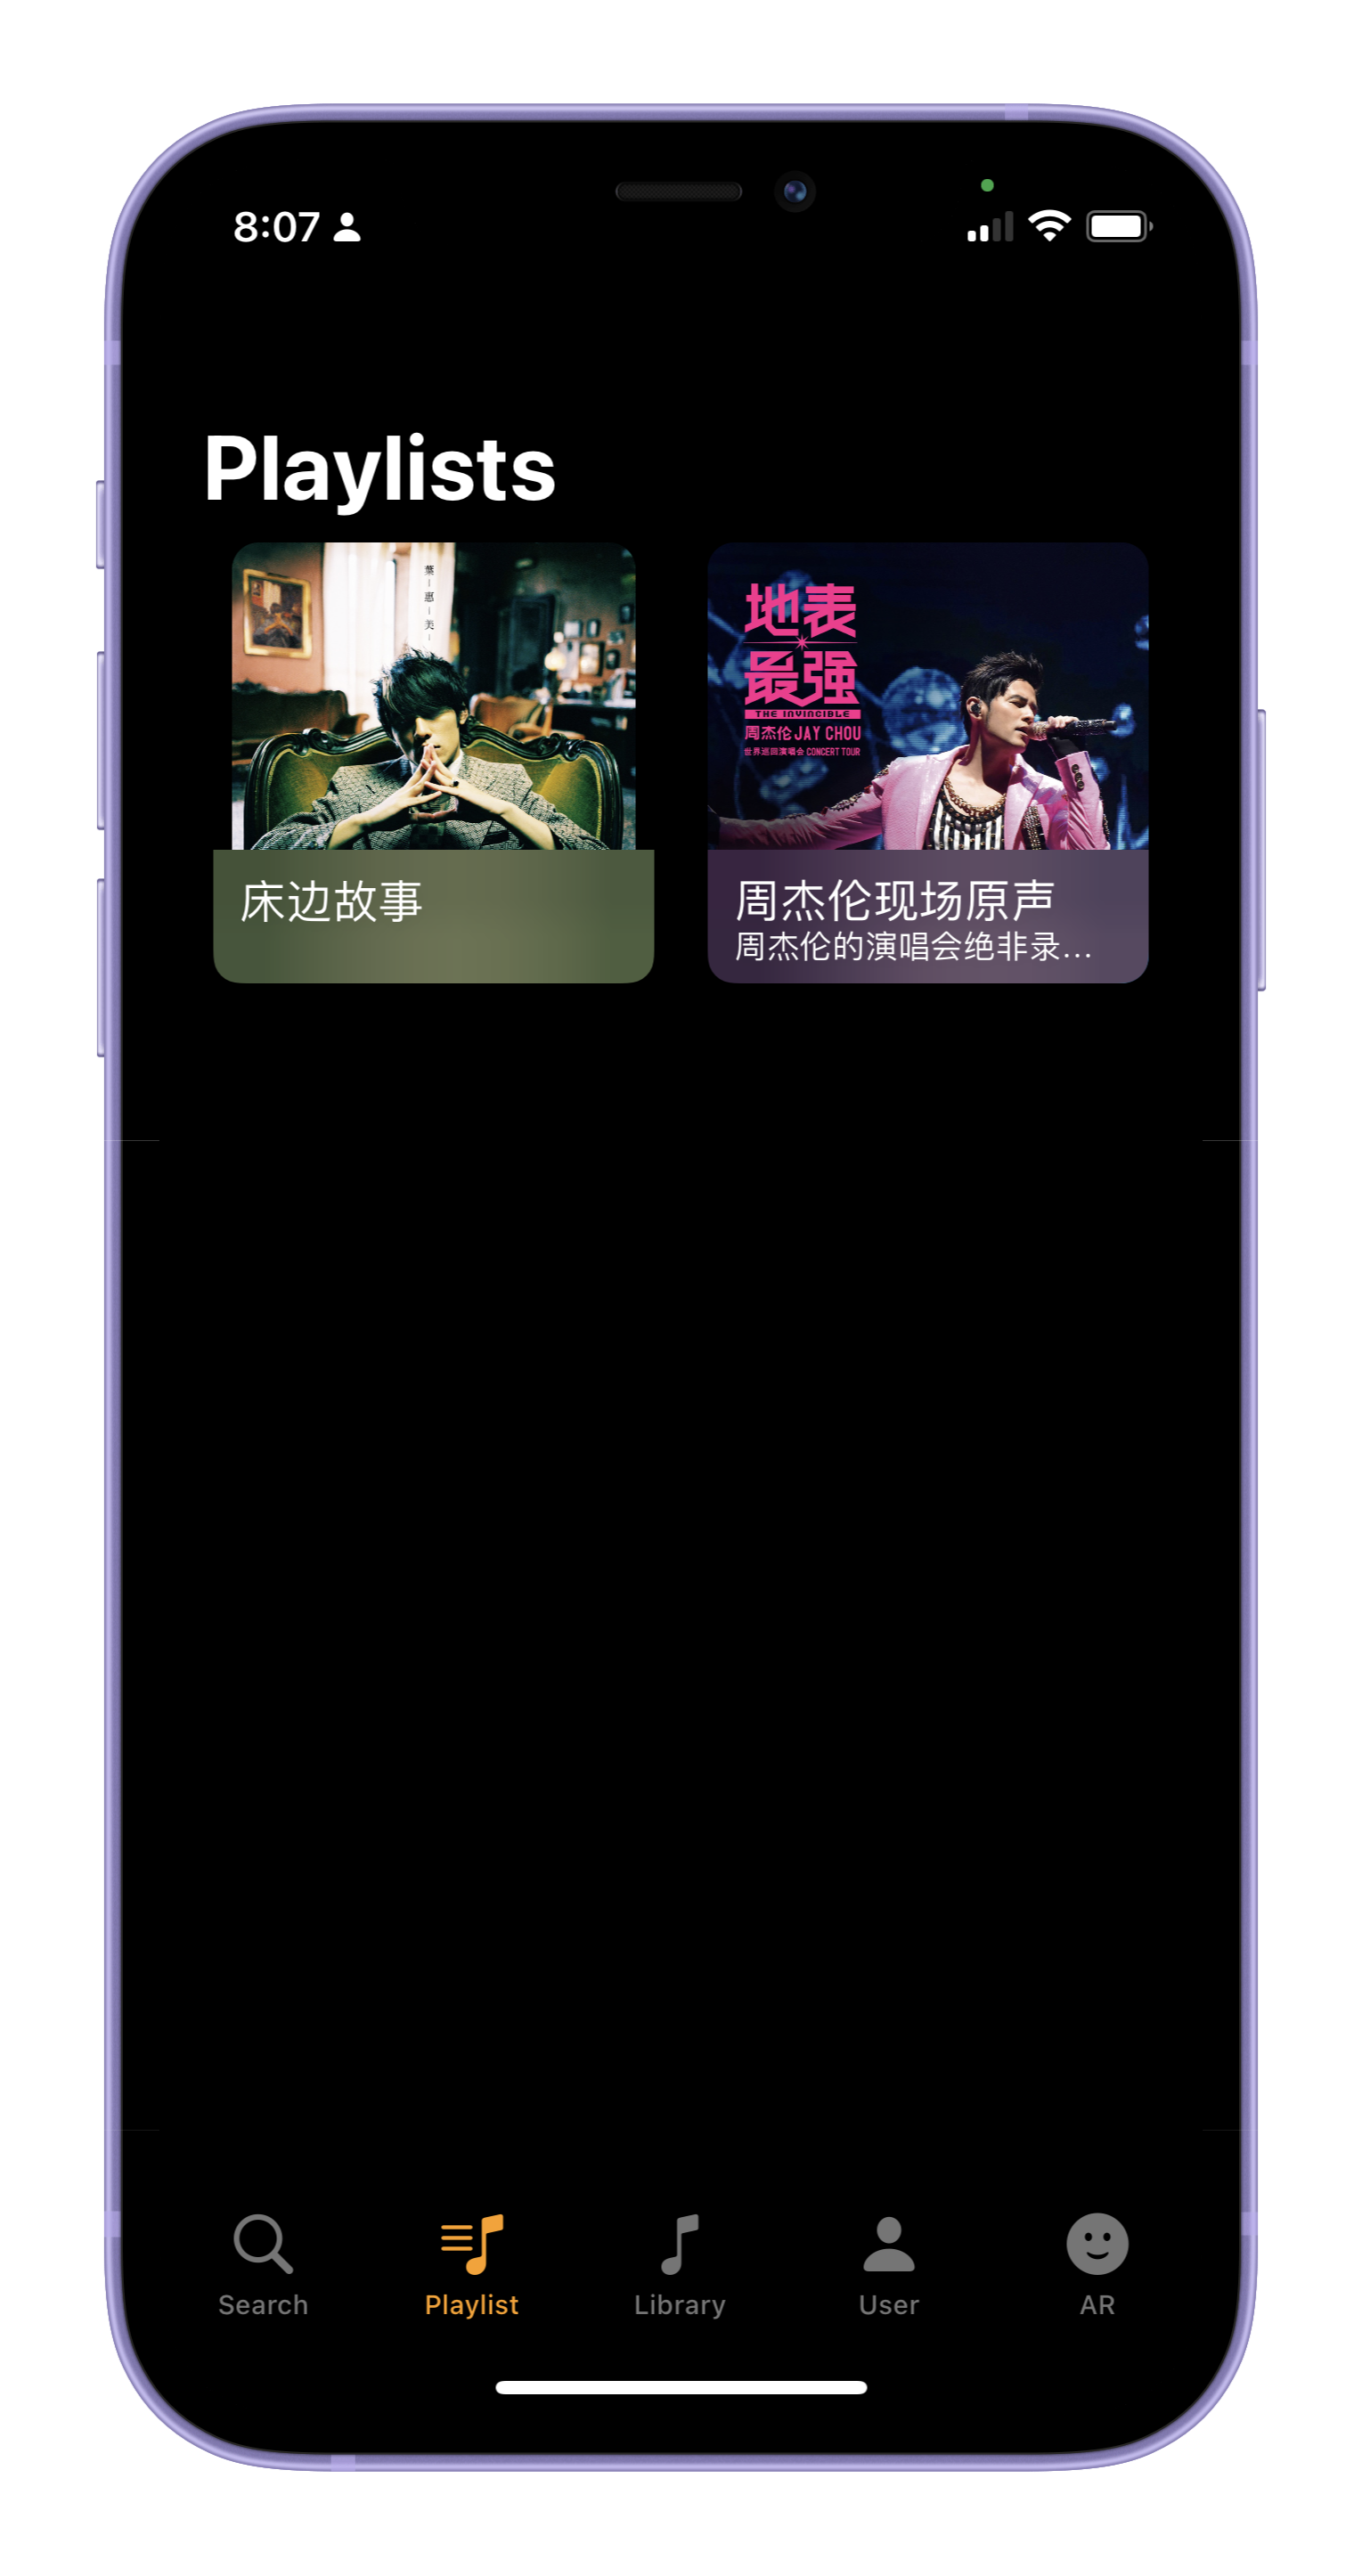 8:07
Playlists
葉
惠
美
床边故事
地表
最强
THE INVINCIBLE
周杰伦 JAY CHOU
世界巡回演唱会 CONCERT TOUR
周杰伦现场原声
周杰伦的演唱会绝非录...
Search
Playlist
Library
User
AR